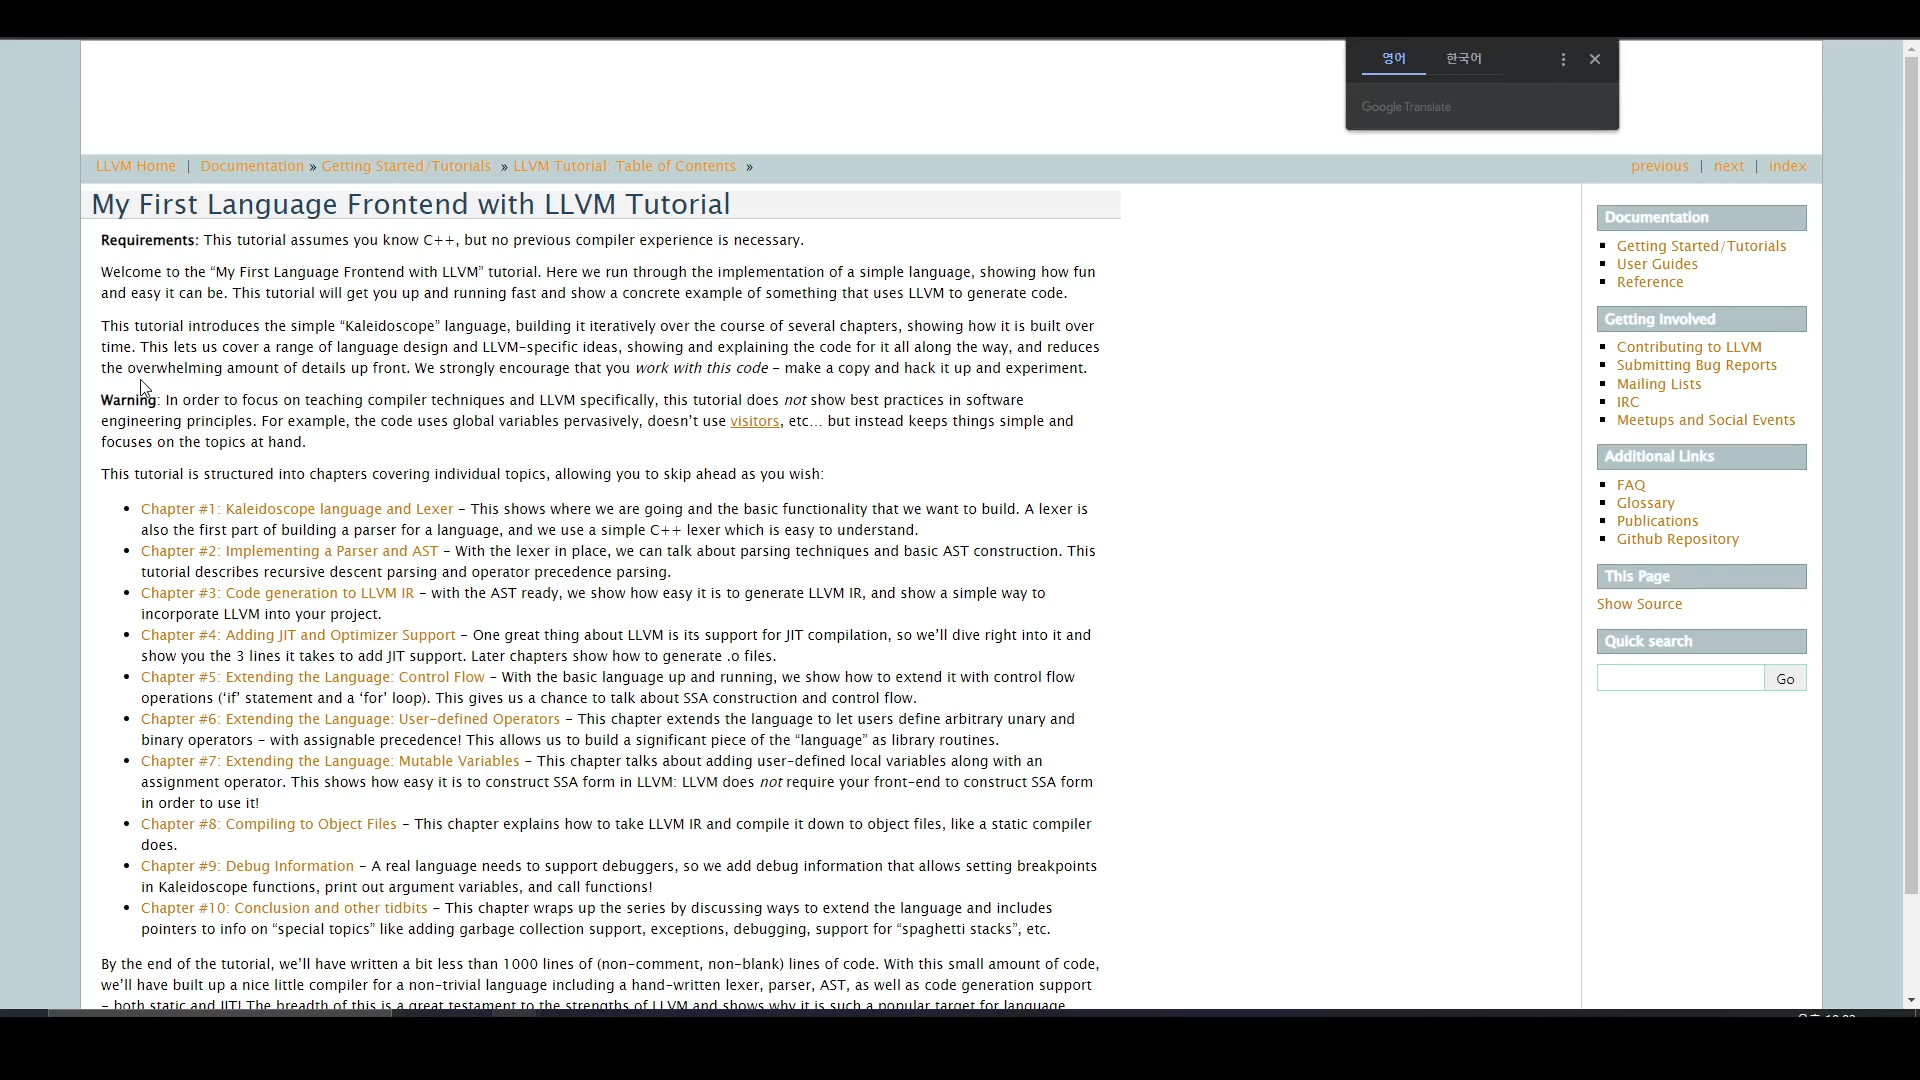 영어 한국어
Google Translate
LLVM Home | Documentation » Getting Started/Tutorials » LLVM Tutorial: Table of Contents »
previous | next | index
My First Language Frontend with LLVM Tutorial
Requirements: This tutorial assumes you know C++, but no previous compiler experience is necessary.
Welcome to the “My First Language Frontend with LLVM” tutorial. Here we run through the implementation of a simple language, showing how fun
and easy it can be. This tutorial will get you up and running fast and show a concrete example of something that uses LLVM to generate code.
This tutorial introduces the simple “Kaleidoscope” language, building it iteratively over the course of several chapters, showing how it is built over
time. This lets us cover a range of language design and LLVM-specific ideas, showing and explaining the code for it all along the way, and reduces
the overwhelming amount of details up front. We strongly encourage that you work with this code – make a copy and hack it up and experiment.
Warning: In order to focus on teaching compiler techniques and LLVM specifically, this tutorial does not show best practices in software
engineering principles. For example, the code uses global variables pervasively, doesn’t use visitors, etc… but instead keeps things simple and
focuses on the topics at hand.
This tutorial is structured into chapters covering individual topics, allowing you to skip ahead as you wish:
• Chapter #1: Kaleidoscope language and Lexer – This shows where we are going and the basic functionality that we want to build. A lexer is
also the first part of building a parser for a language, and we use a simple C++ lexer which is easy to understand.
• Chapter #2: Implementing a Parser and AST – With the lexer in place, we can talk about parsing techniques and basic AST construction. This
tutorial describes recursive descent parsing and operator precedence parsing.
• Chapter #3: Code generation to LLVM IR – with the AST ready, we show how easy it is to generate LLVM IR, and show a simple way to
incorporate LLVM into your project.
• Chapter #4: Adding JIT and Optimizer Support – One great thing about LLVM is its support for JIT compilation, so we’ll dive right into it and
show you the 3 lines it takes to add JIT support. Later chapters show how to generate .o files.
• Chapter #5: Extending the Language: Control Flow – With the basic language up and running, we show how to extend it with control flow
operations (‘if’ statement and a ‘for’ loop). This gives us a chance to talk about SSA construction and control flow.
• Chapter #6: Extending the Language: User-defined Operators – This chapter extends the language to let users define arbitrary unary and
binary operators – with assignable precedence! This allows us to build a significant piece of the “language” as library routines.
• Chapter #7: Extending the Language: Mutable Variables – This chapter talks about adding user-defined local variables along with an
assignment operator. This shows how easy it is to construct SSA form in LLVM: LLVM does not require your front-end to construct SSA form
in order to use it!
• Chapter #8: Compiling to Object Files – This chapter explains how to take LLVM IR and compile it down to object files, like a static compiler
does.
• Chapter #9: Debug Information – A real language needs to support debuggers, so we add debug information that allows setting breakpoints
in Kaleidoscope functions, print out argument variables, and call functions!
• Chapter #10: Conclusion and other tidbits – This chapter wraps up the series by discussing ways to extend the language and includes
pointers to info on “special topics” like adding garbage collection support, exceptions, debugging, support for “spaghetti stacks”, etc.
By the end of the tutorial, we’ll have written a bit less than 1000 lines of (non-comment, non-blank) lines of code. With this small amount of code,
we’ll have built up a nice little compiler for a non-trivial language including a hand-written lexer, parser, AST, as well as code generation support
– both static and JIT! The breadth of this is a great testament to the strengths of LLVM and shows why it is such a popular target for language
Documentation
Getting Started/Tutorials
User Guides
Reference
Getting Involved
Contributing to LLVM
Submitting Bug Reports
Mailing Lists
IRC
Meetups and Social Events
Additional Links
FAQ
Glossary
Publications
Github Repository
This Page
Show Source
Quick search
Go